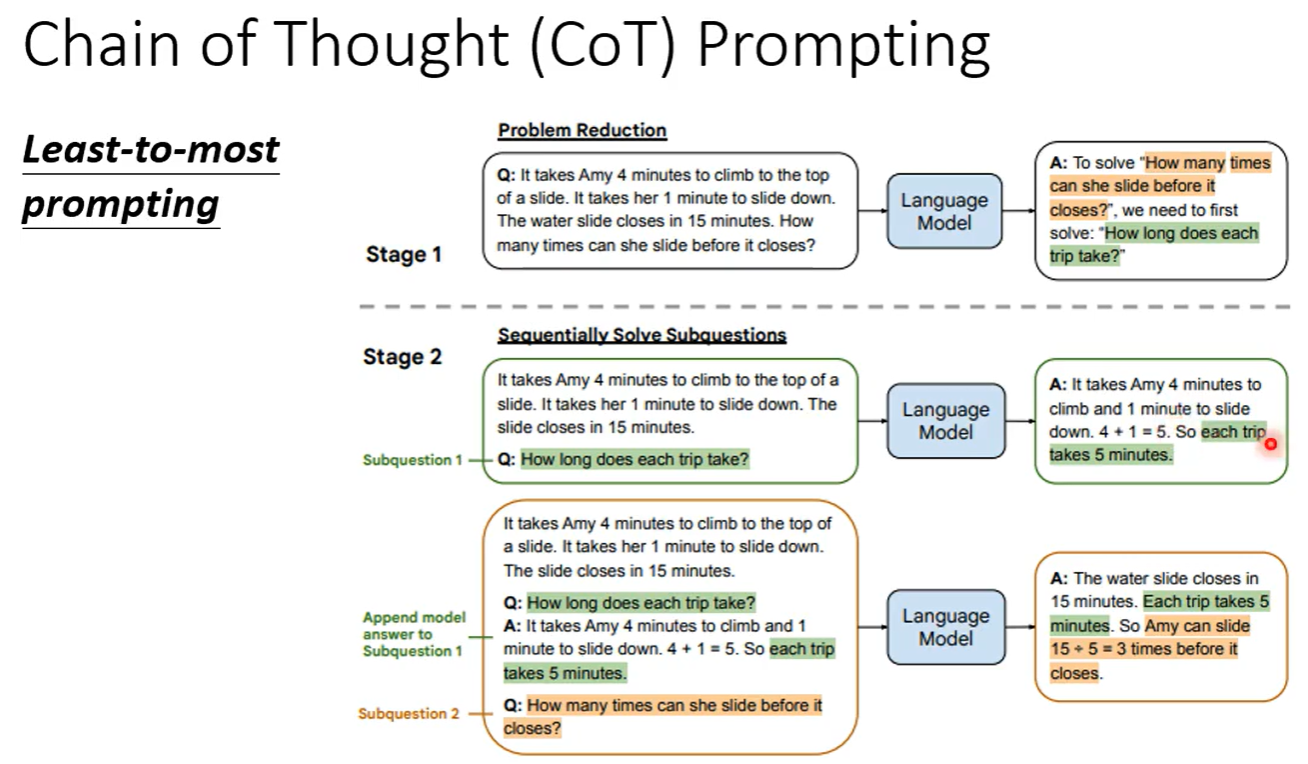 Chain of Thought (CoT) Prompting
Least-to-most
prompting
Problem Reduction
Stage 1
Q: It takes Amy 4 minutes to climb to the top
of a slide. It takes her 1 minute to slide down.
The water slide closes in 15 minutes. How
many times can she slide before it closes?
Language
Model
A: To solve “How many times
can she slide before it
closes?”, we need to first
solve: “How long does each
trip take?”
Stage 2
Sequentially Solve Subquestions
It takes Amy 4 minutes to climb to the top of a
slide. It takes her 1 minute to slide down. The
slide closes in 15 minutes.
Subquestion 1
Q: How long does each trip take?
Language
Model
A: It takes Amy 4 minutes to
climb and 1 minute to slide
down. 4 + 1 = 5. So each trip
takes 5 minutes.
It takes Amy 4 minutes to climb to the top of
a slide. It takes her 1 minute to slide down.
The slide closes in 15 minutes.
Append model
answer to
Subquestion 1
Q: How long does each trip take?
A: It takes Amy 4 minutes to climb and 1
minute to slide down. 4 + 1 = 5. So each trip
takes 5 minutes.
Subquestion 2
Q: How many times can she slide before it
closes?
Language
Model
A: The water slide closes in
15 minutes. Each trip takes 5
minutes. So Amy can slide
15 ÷ 5 = 3 times before it
closes.